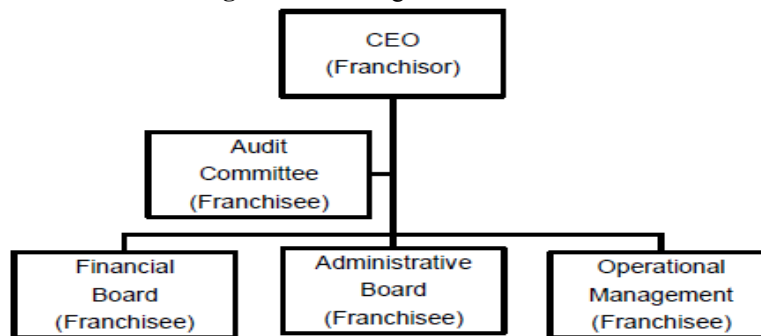 CEO
(Franchisor)
Audit
Committee
(Franchisee)
Financial
Board
(Franchisee)
Administrative
Board
(Franchisee)
Operational
Management
(Franchisee)